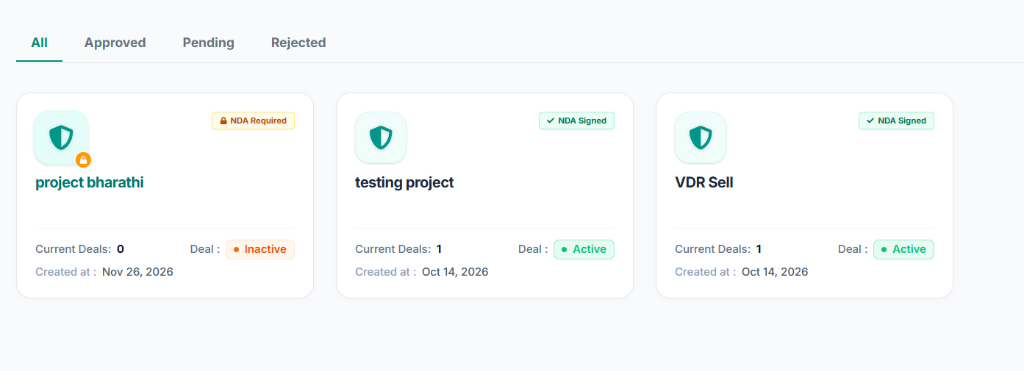 All Approved Pending Rejected
NDA Required
project bharathi
Current Deals: 0 Deal : Inactive
Created at : Nov 26, 2026
NDA Signed
testing project
Current Deals: 1 Deal : Active
Created at : Oct 14, 2026
NDA Signed
VDR Sell
Current Deals: 1 Deal : Active
Created at : Oct 14, 2026